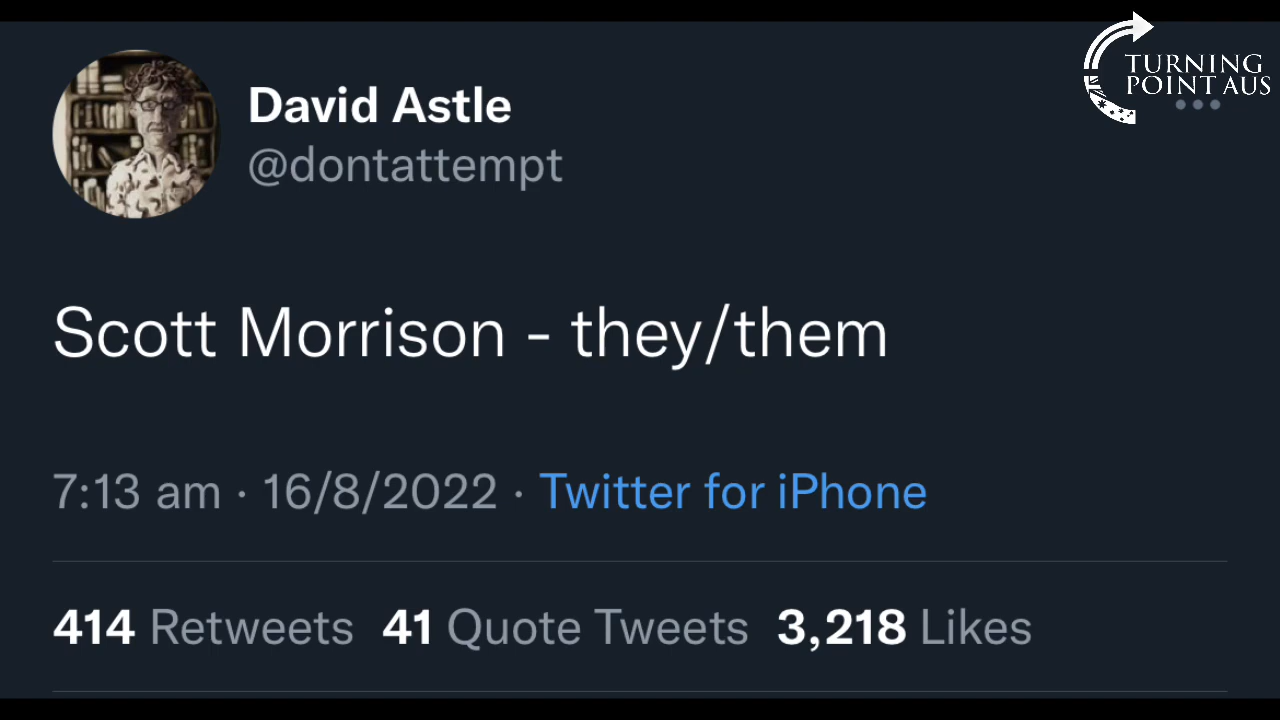 TURNING
POINT AUS
David Astle
@dontattempt
Scott Morrison - they/them
7:13 am · 16/8/2022 · Twitter for iPhone
414 Retweets 41 Quote Tweets 3,218 Likes